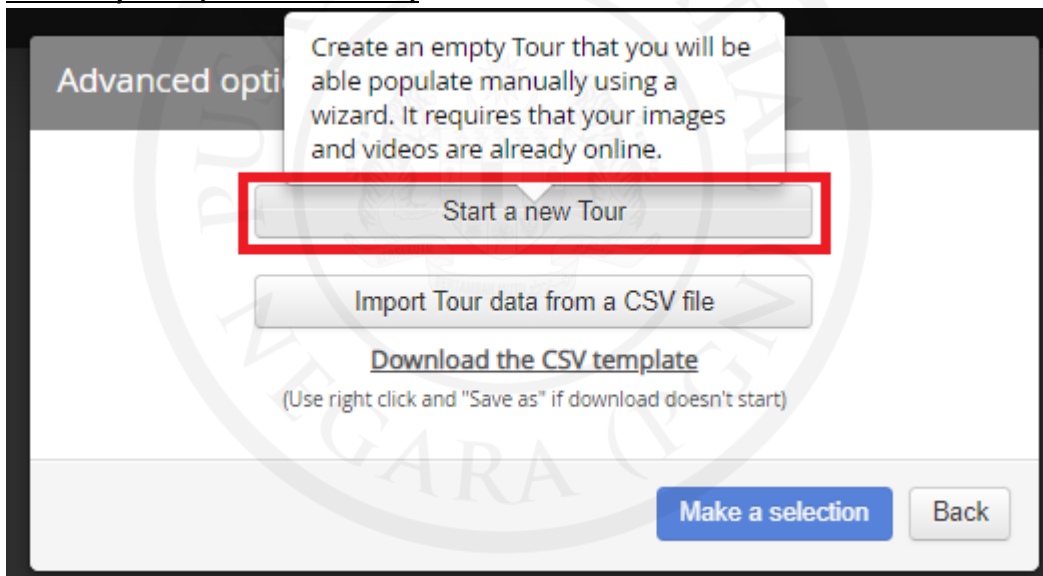 Create an empty Tour that you will be
able populate manually using a
wizard. It requires that your images
and videos are already online.
Advanced opti
Start a new Tour
Import Tour data from a CSV file
Download the CSV template
(Use right click and "Save as" if download doesn't start)
Make a selection
Back
NEGARA (PGN)